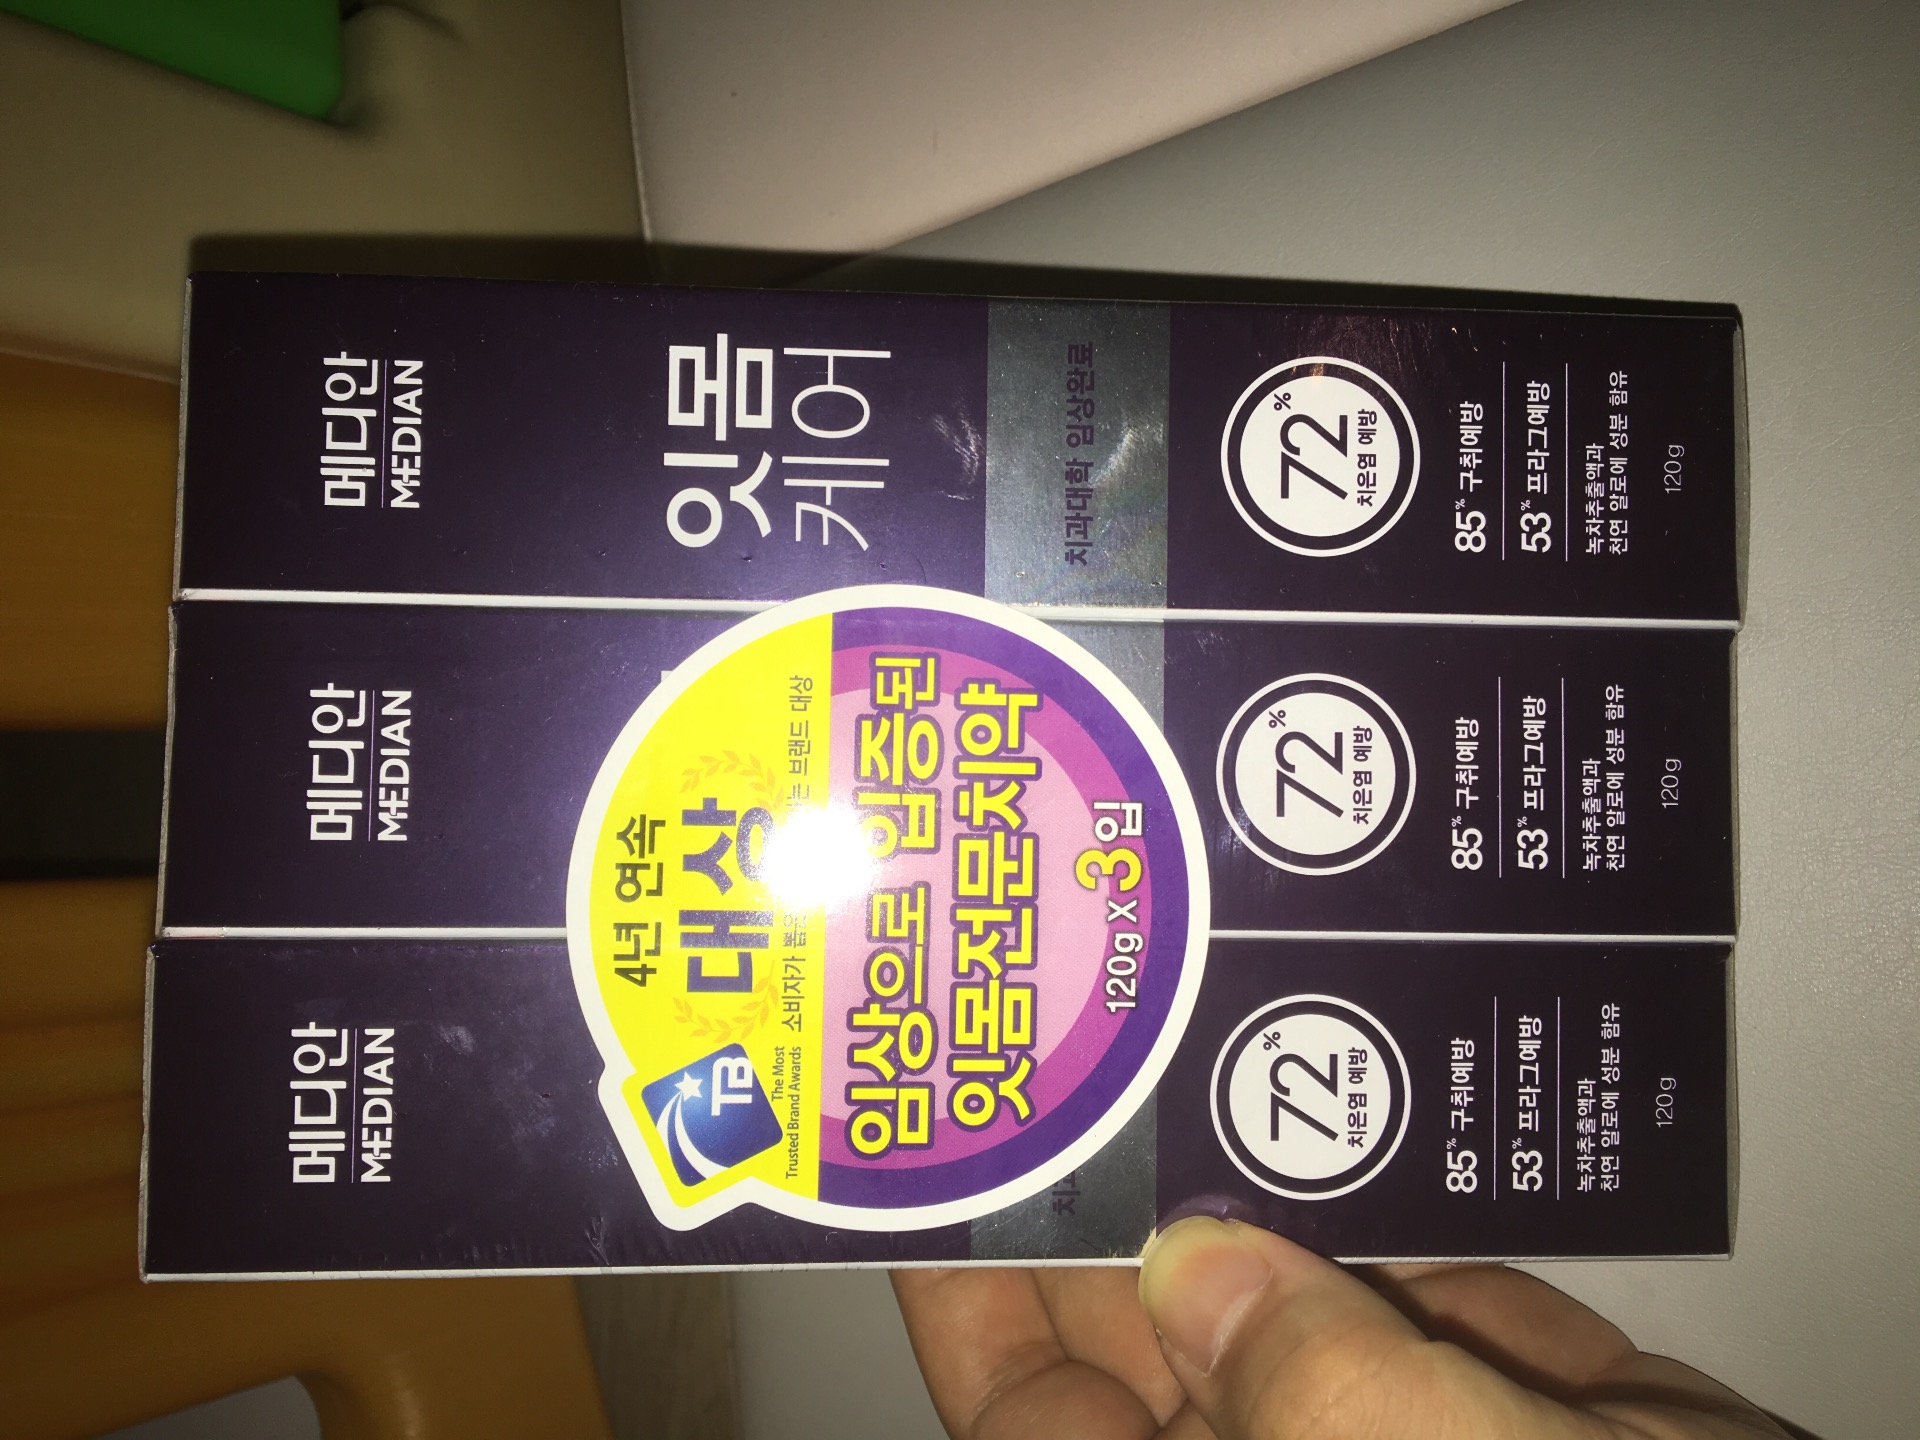 메디안
MEDIAN
잇몸
케어
치과대학 임상완료
72%
치은염 예방
85% 구취예방
53% 프라그예방
녹차추출액과
천연 알로에 성분 함유
120g
메디안
MEDIAN
72%
치은염 예방
85% 구취예방
53% 프라그예방
녹차추출액과
천연 알로에 성분 함유
120g
메디안
MEDIAN
72%
치은염 예방
85% 구취예방
53% 프라그예방
녹차추출액과
천연 알로에 성분 함유
120g
4년 연속
대상
TB
The Most
Trusted Brand Awards
소비자가 뽑은 브랜드 대상
임상으로 입증된
잇몸전문치약
120g X 3입